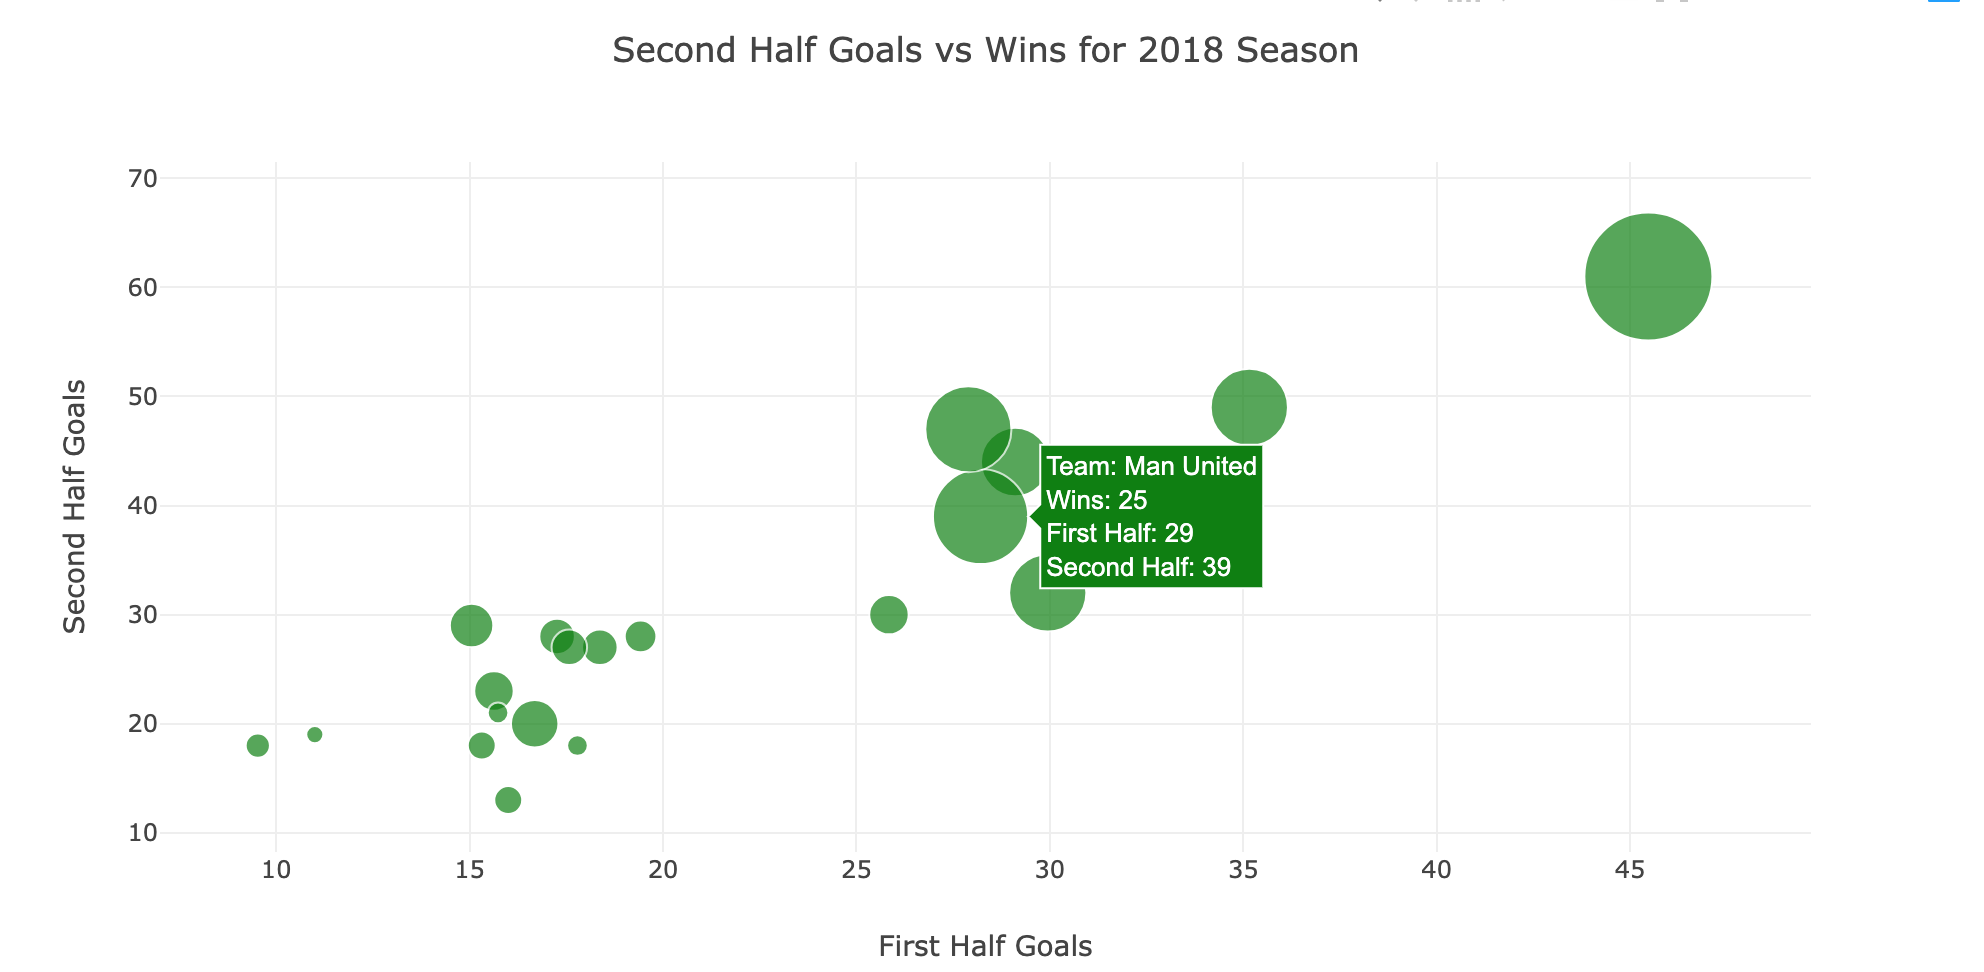 Second Half Goals vs Wins for 2018 Season
Second Half Goals
70
60
50
40
30
20
10
Team: Man United
Wins: 25
First Half: 29
Second Half: 39
10 15 20 25 30 35 40 45
First Half Goals